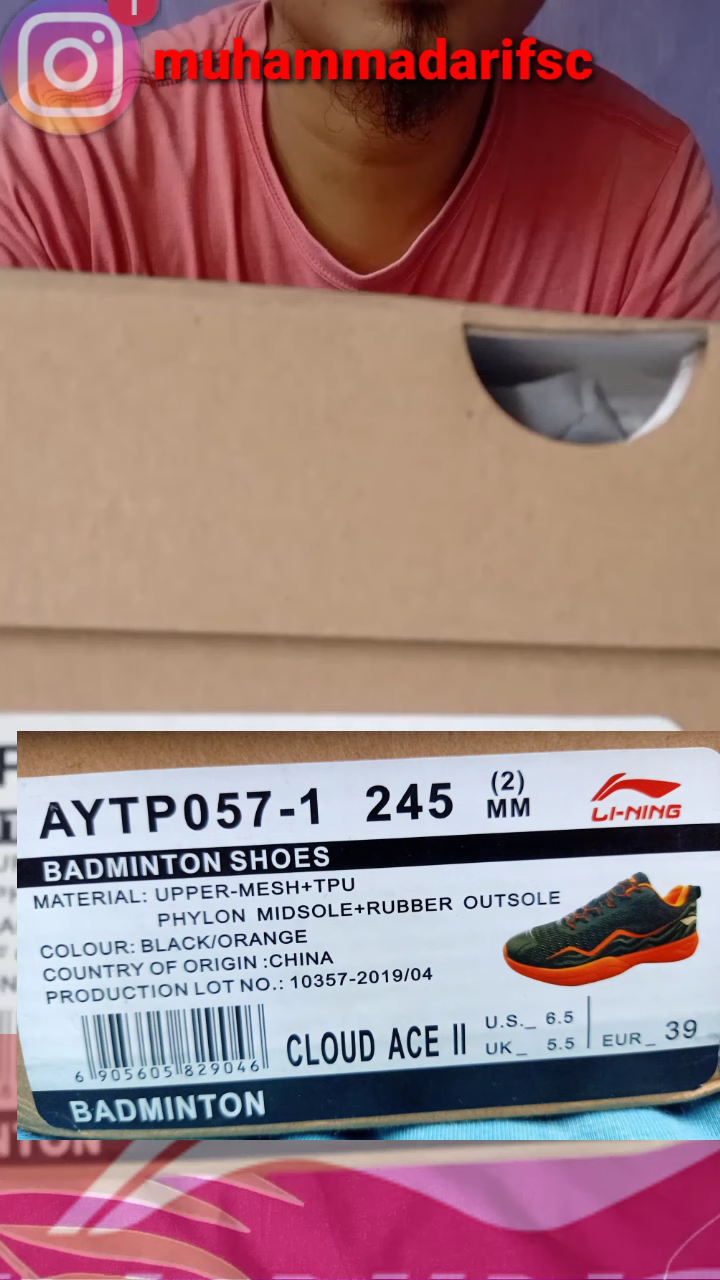 1
muhammadarifsc
AYTP057-1 245 (2) MM
LI-NING
BADMINTON SHOES
MATERIAL: UPPER-MESH+TPU
PHYLON MIDSOLE+RUBBER OUTSOLE
COLOUR: BLACK/ORANGE
COUNTRY OF ORIGIN :CHINA
PRODUCTION LOT NO.: 10357-2019/04
6 905605 829046
CLOUD ACE II
U.S._ 6.5
UK_ 5.5
EUR_ 39
BADMINTON